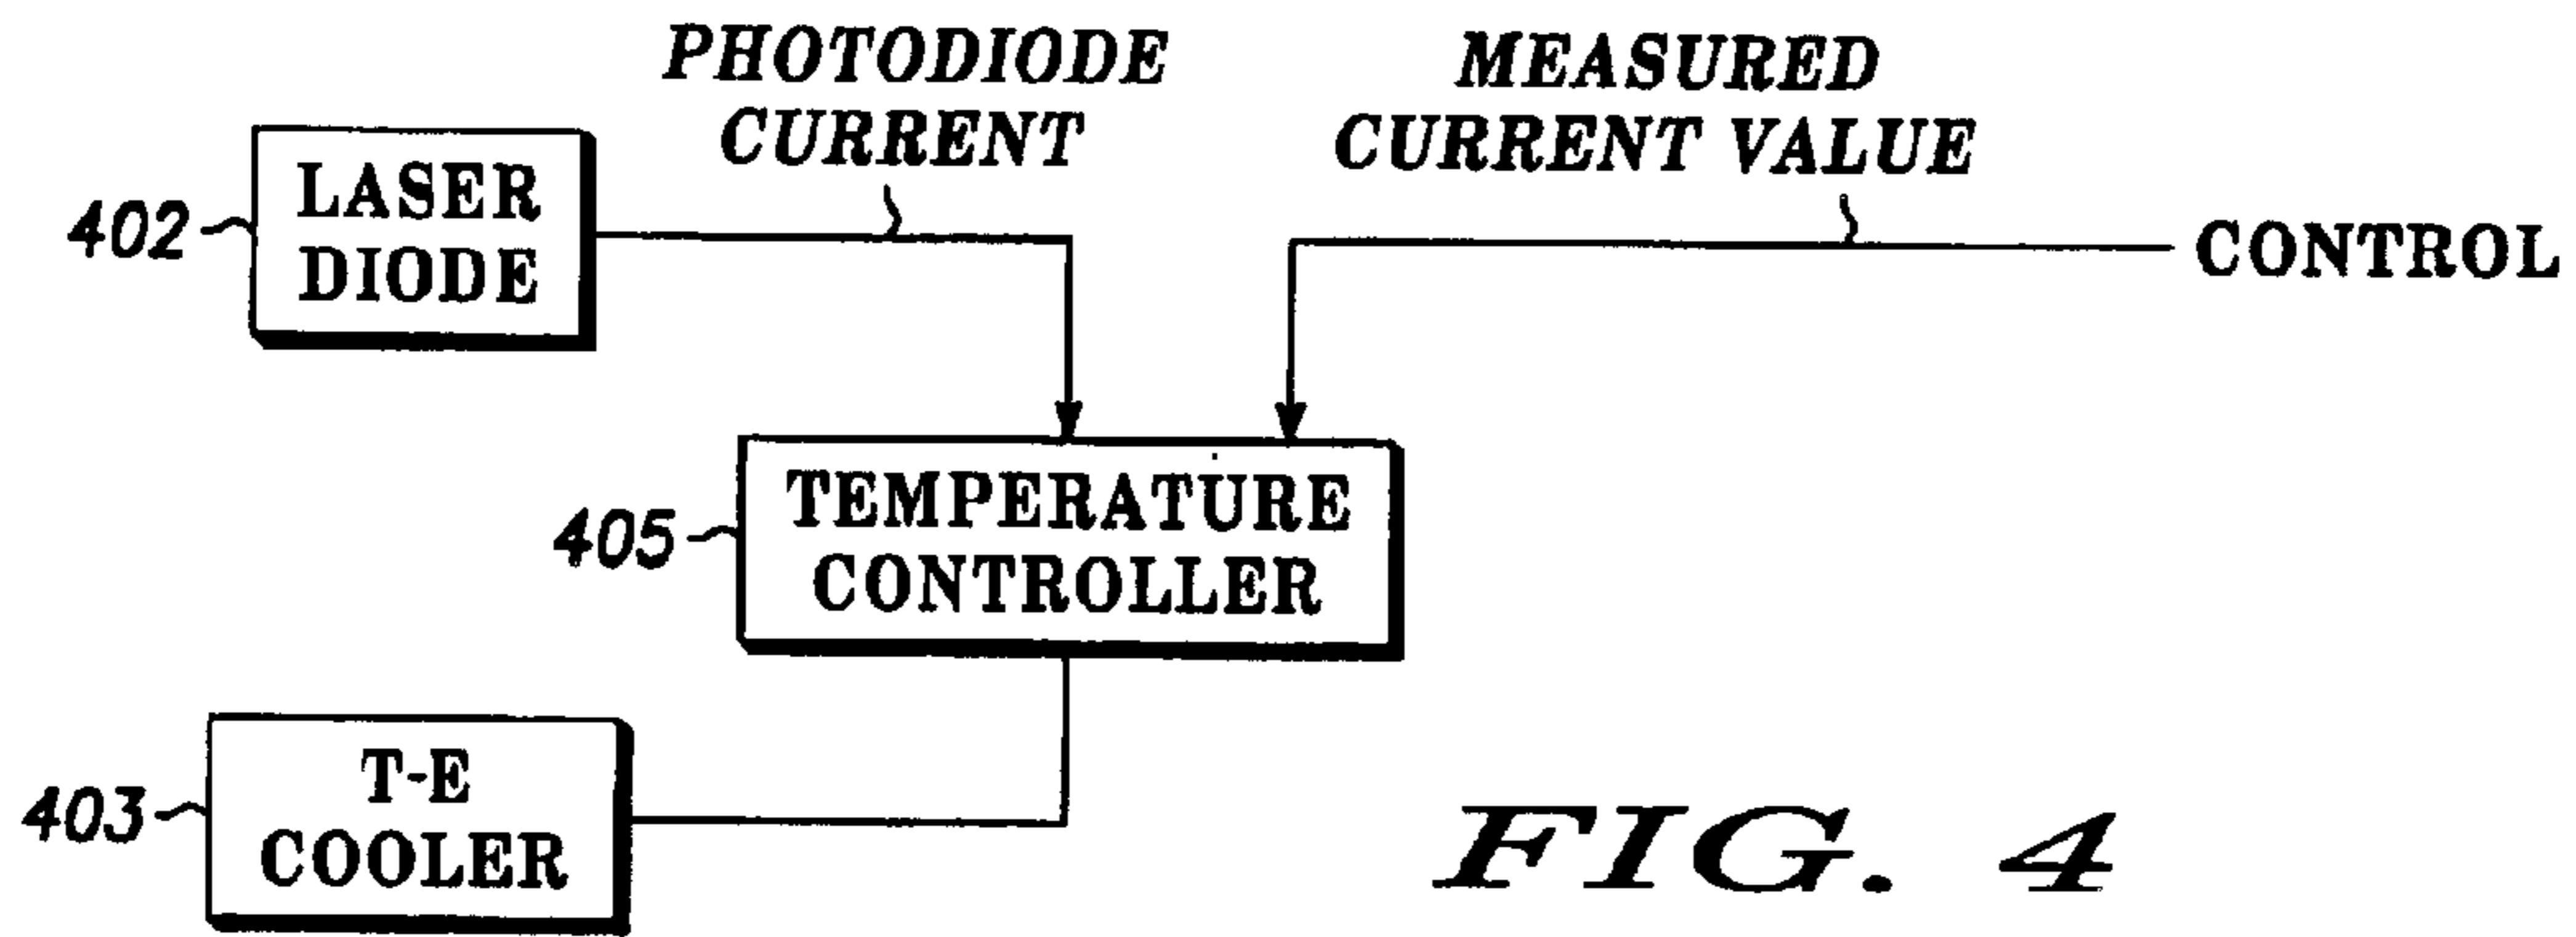 PHOTODIODE
CURRENT
MEASURED
CURRENT VALUE
402
LASER
DIODE
CONTROL
405
TEMPERATURE
CONTROLLER
403
T-E
COOLER
FIG. 4